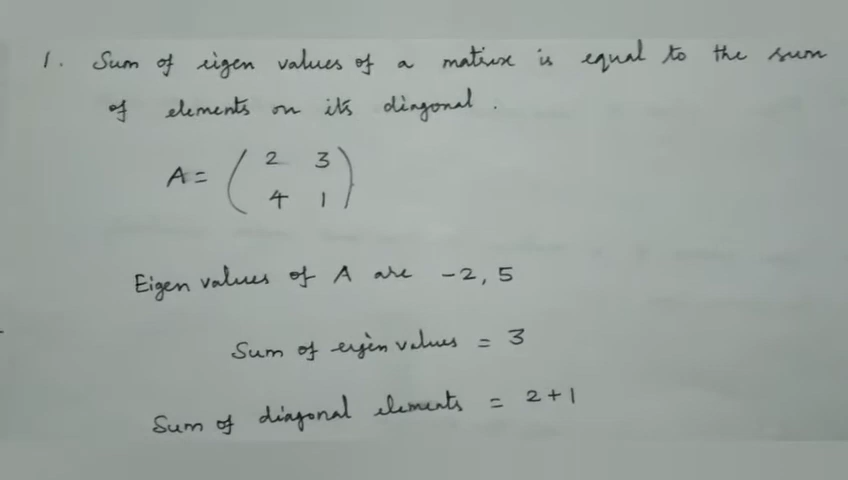 1. Sum of eigen values of a matrix is equal to the sum
of elements on its diagonal.
A = ( 2 3
4 1 )
Eigen values of A are -2, 5
Sum of eigen values = 3
Sum of diagonal elements = 2+1